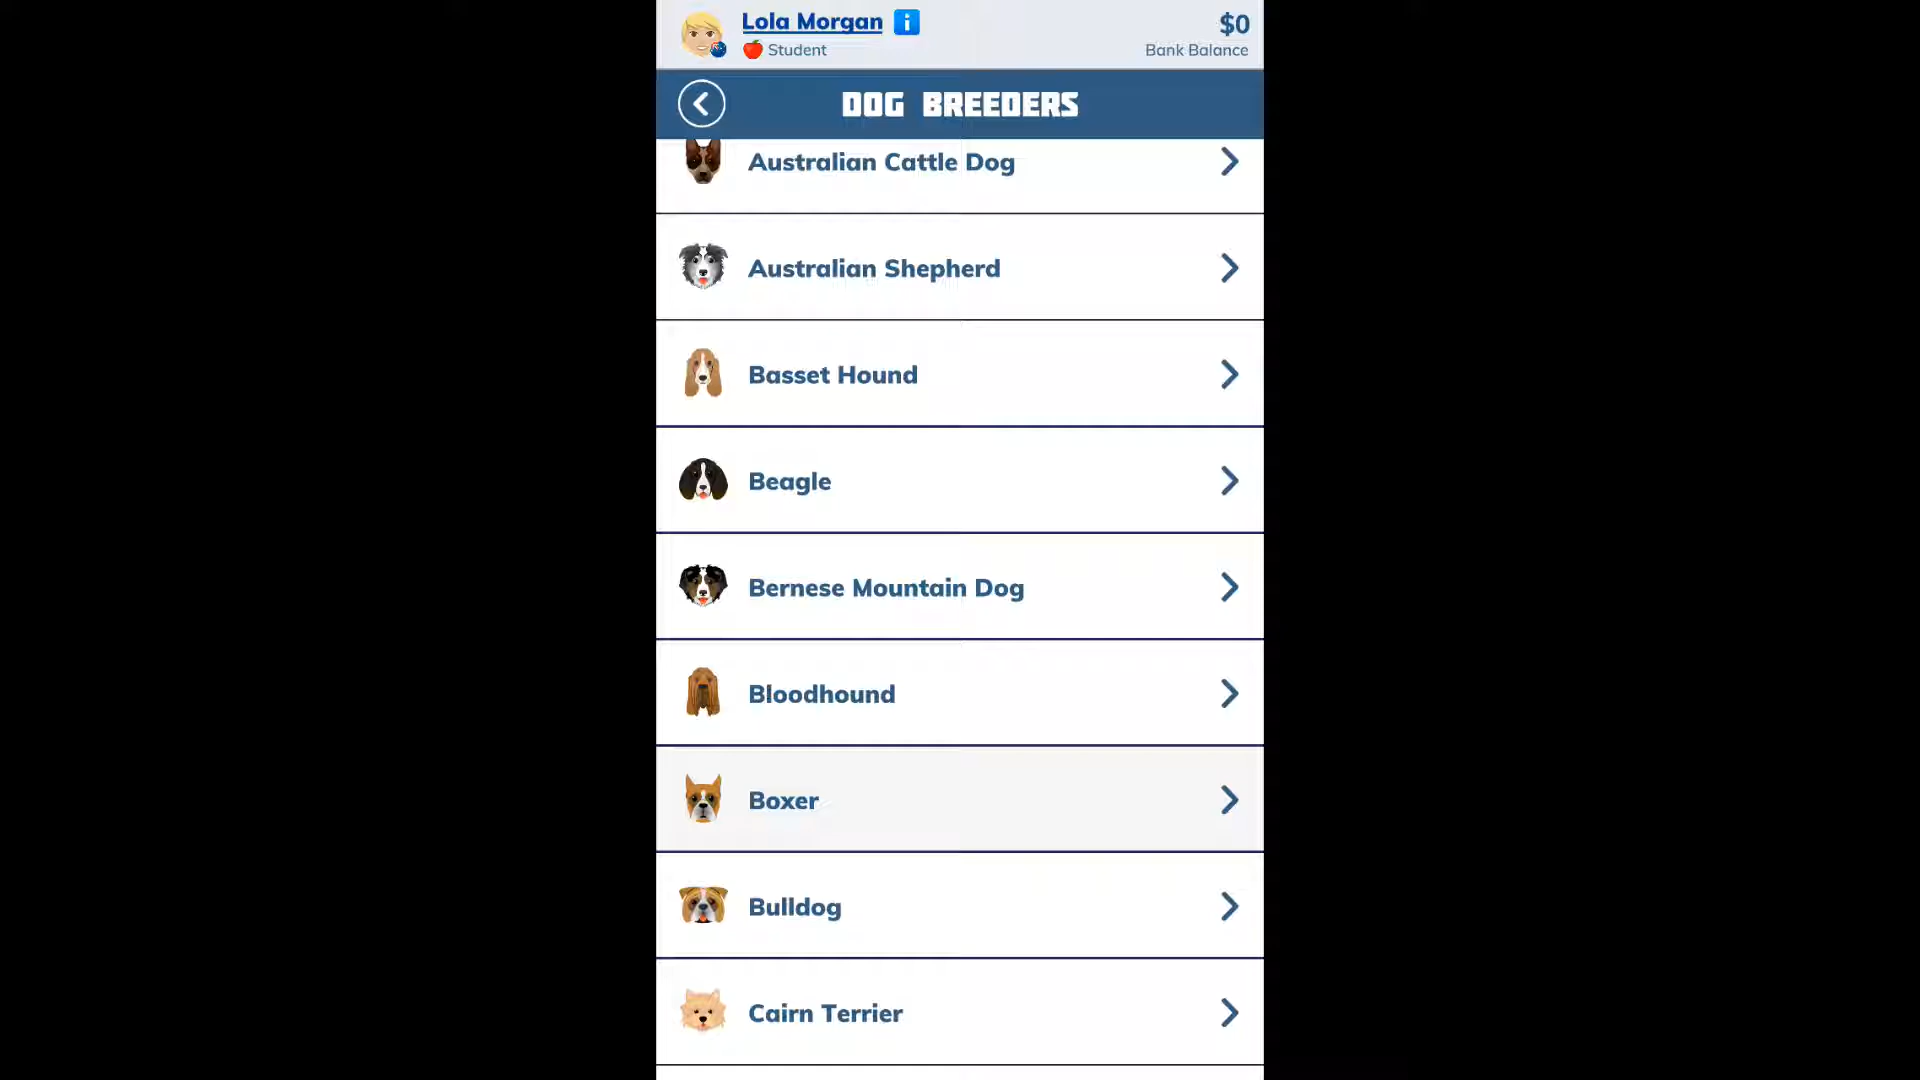 Lola Morgan
$0
Student
Bank Balance
DOG BREEDERS
Australian Cattle Dog
Australian Shepherd
Basset Hound
Beagle
Bernese Mountain Dog
Bloodhound
Boxer
Bulldog
Cairn Terrier